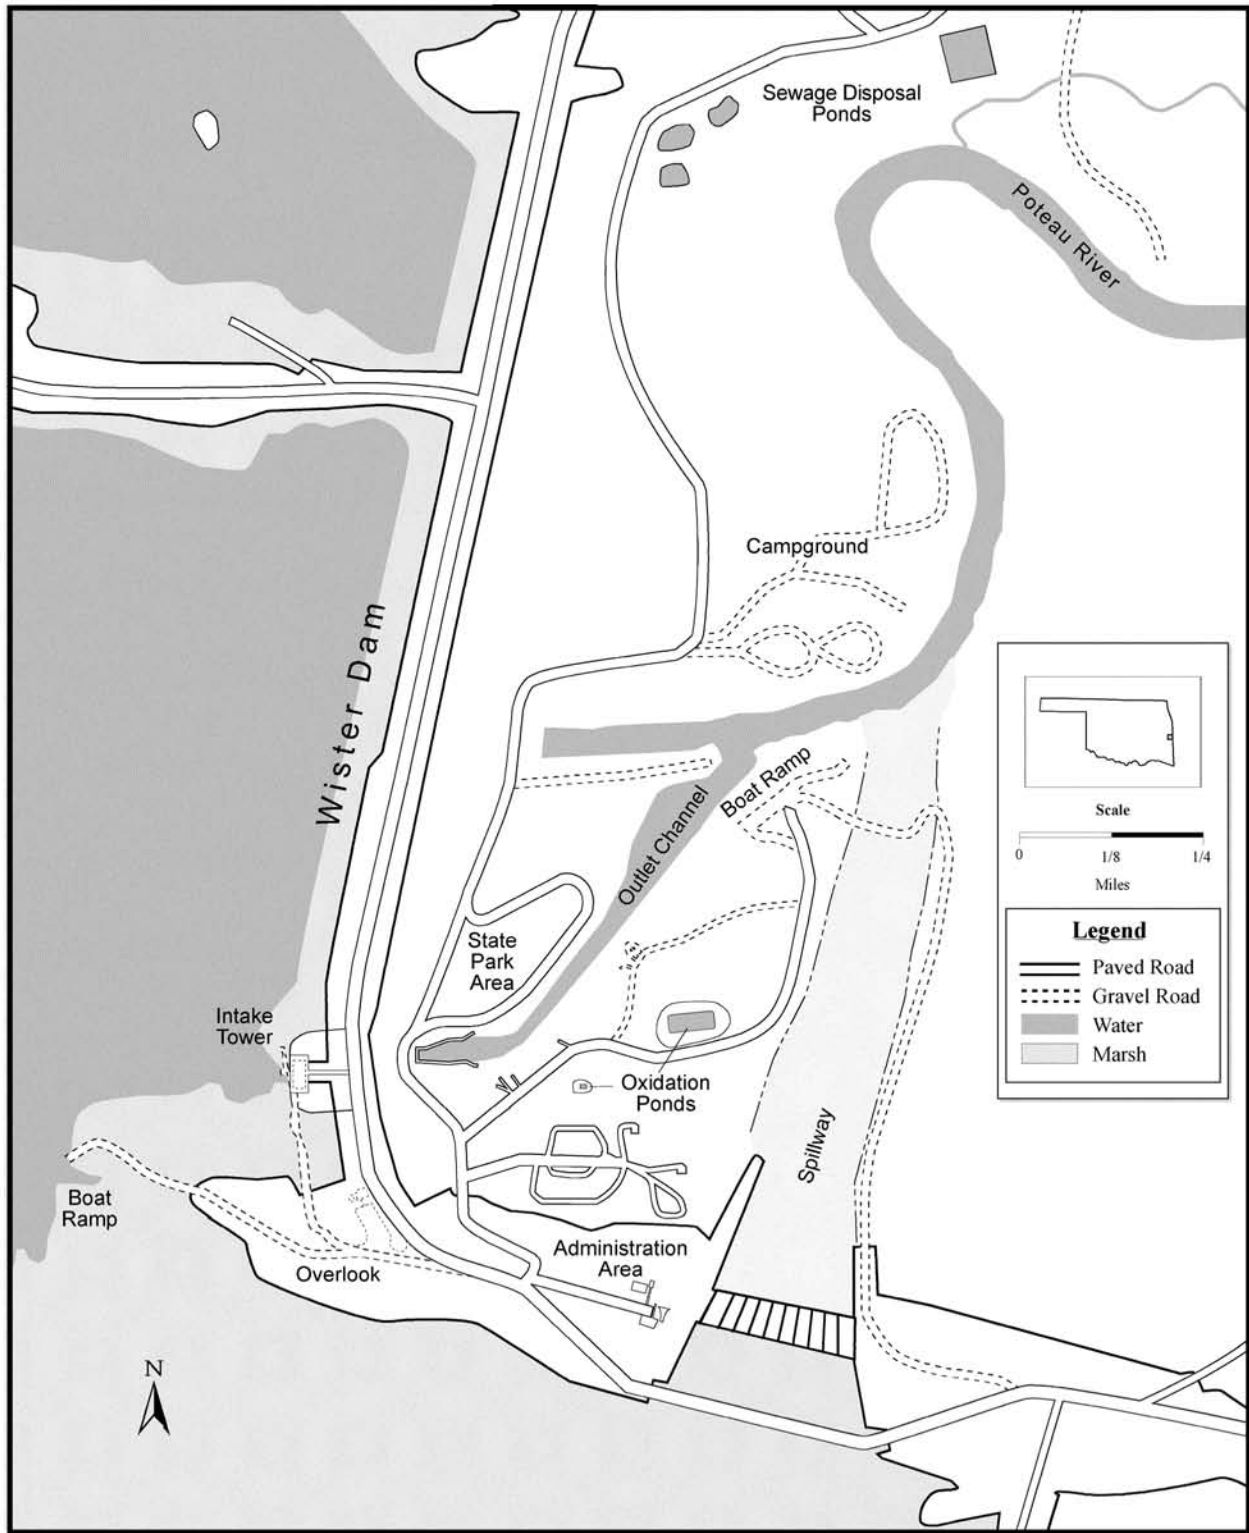 Sewage Disposal
Ponds
Poteau River
Campground
Wister Dam
Boat Ramp
Outlet Channel
State
Park
Area
Intake
Tower
Oxidation
Ponds
Spillway
Boat
Ramp
Overlook
Administration
Area
N
Scale
0 1/8 1/4
Miles
Legend
Paved Road
Gravel Road
Water
Marsh